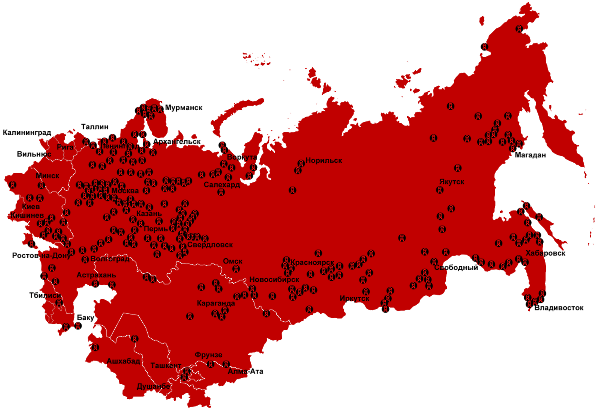 Мурманск
Таллин
Калининград
Рига
Архангельск
Вильнюс
Воркута
Норильск
Минск
Салехард
Магадан
Москва
Якутск
Киев
Казань
Кишинев
Пермь
Свердловск
Ростов-на-Дону
Волгоград
Хабаровск
Омск
Красноярск
Свободный
Астрахань
Новосибирск
Тбилиси
Караганда
Иркутск
Владивосток
Баку
Фрунзе
Ашхабад
Ташкент
Алма-Ата
Душанбе